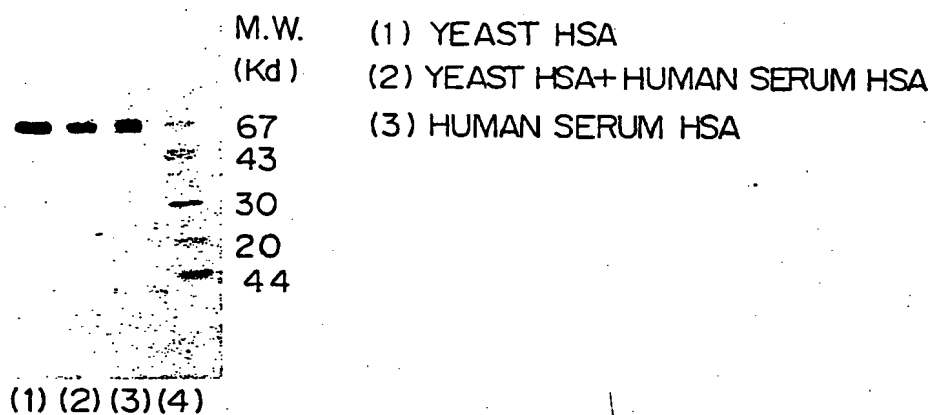 M.W.
(Kd)
67
43
30
20
44
(1) YEAST HSA
(2) YEAST HSA+HUMAN SERUM HSA
(3) HUMAN SERUM HSA
(1) (2) (3) (4)